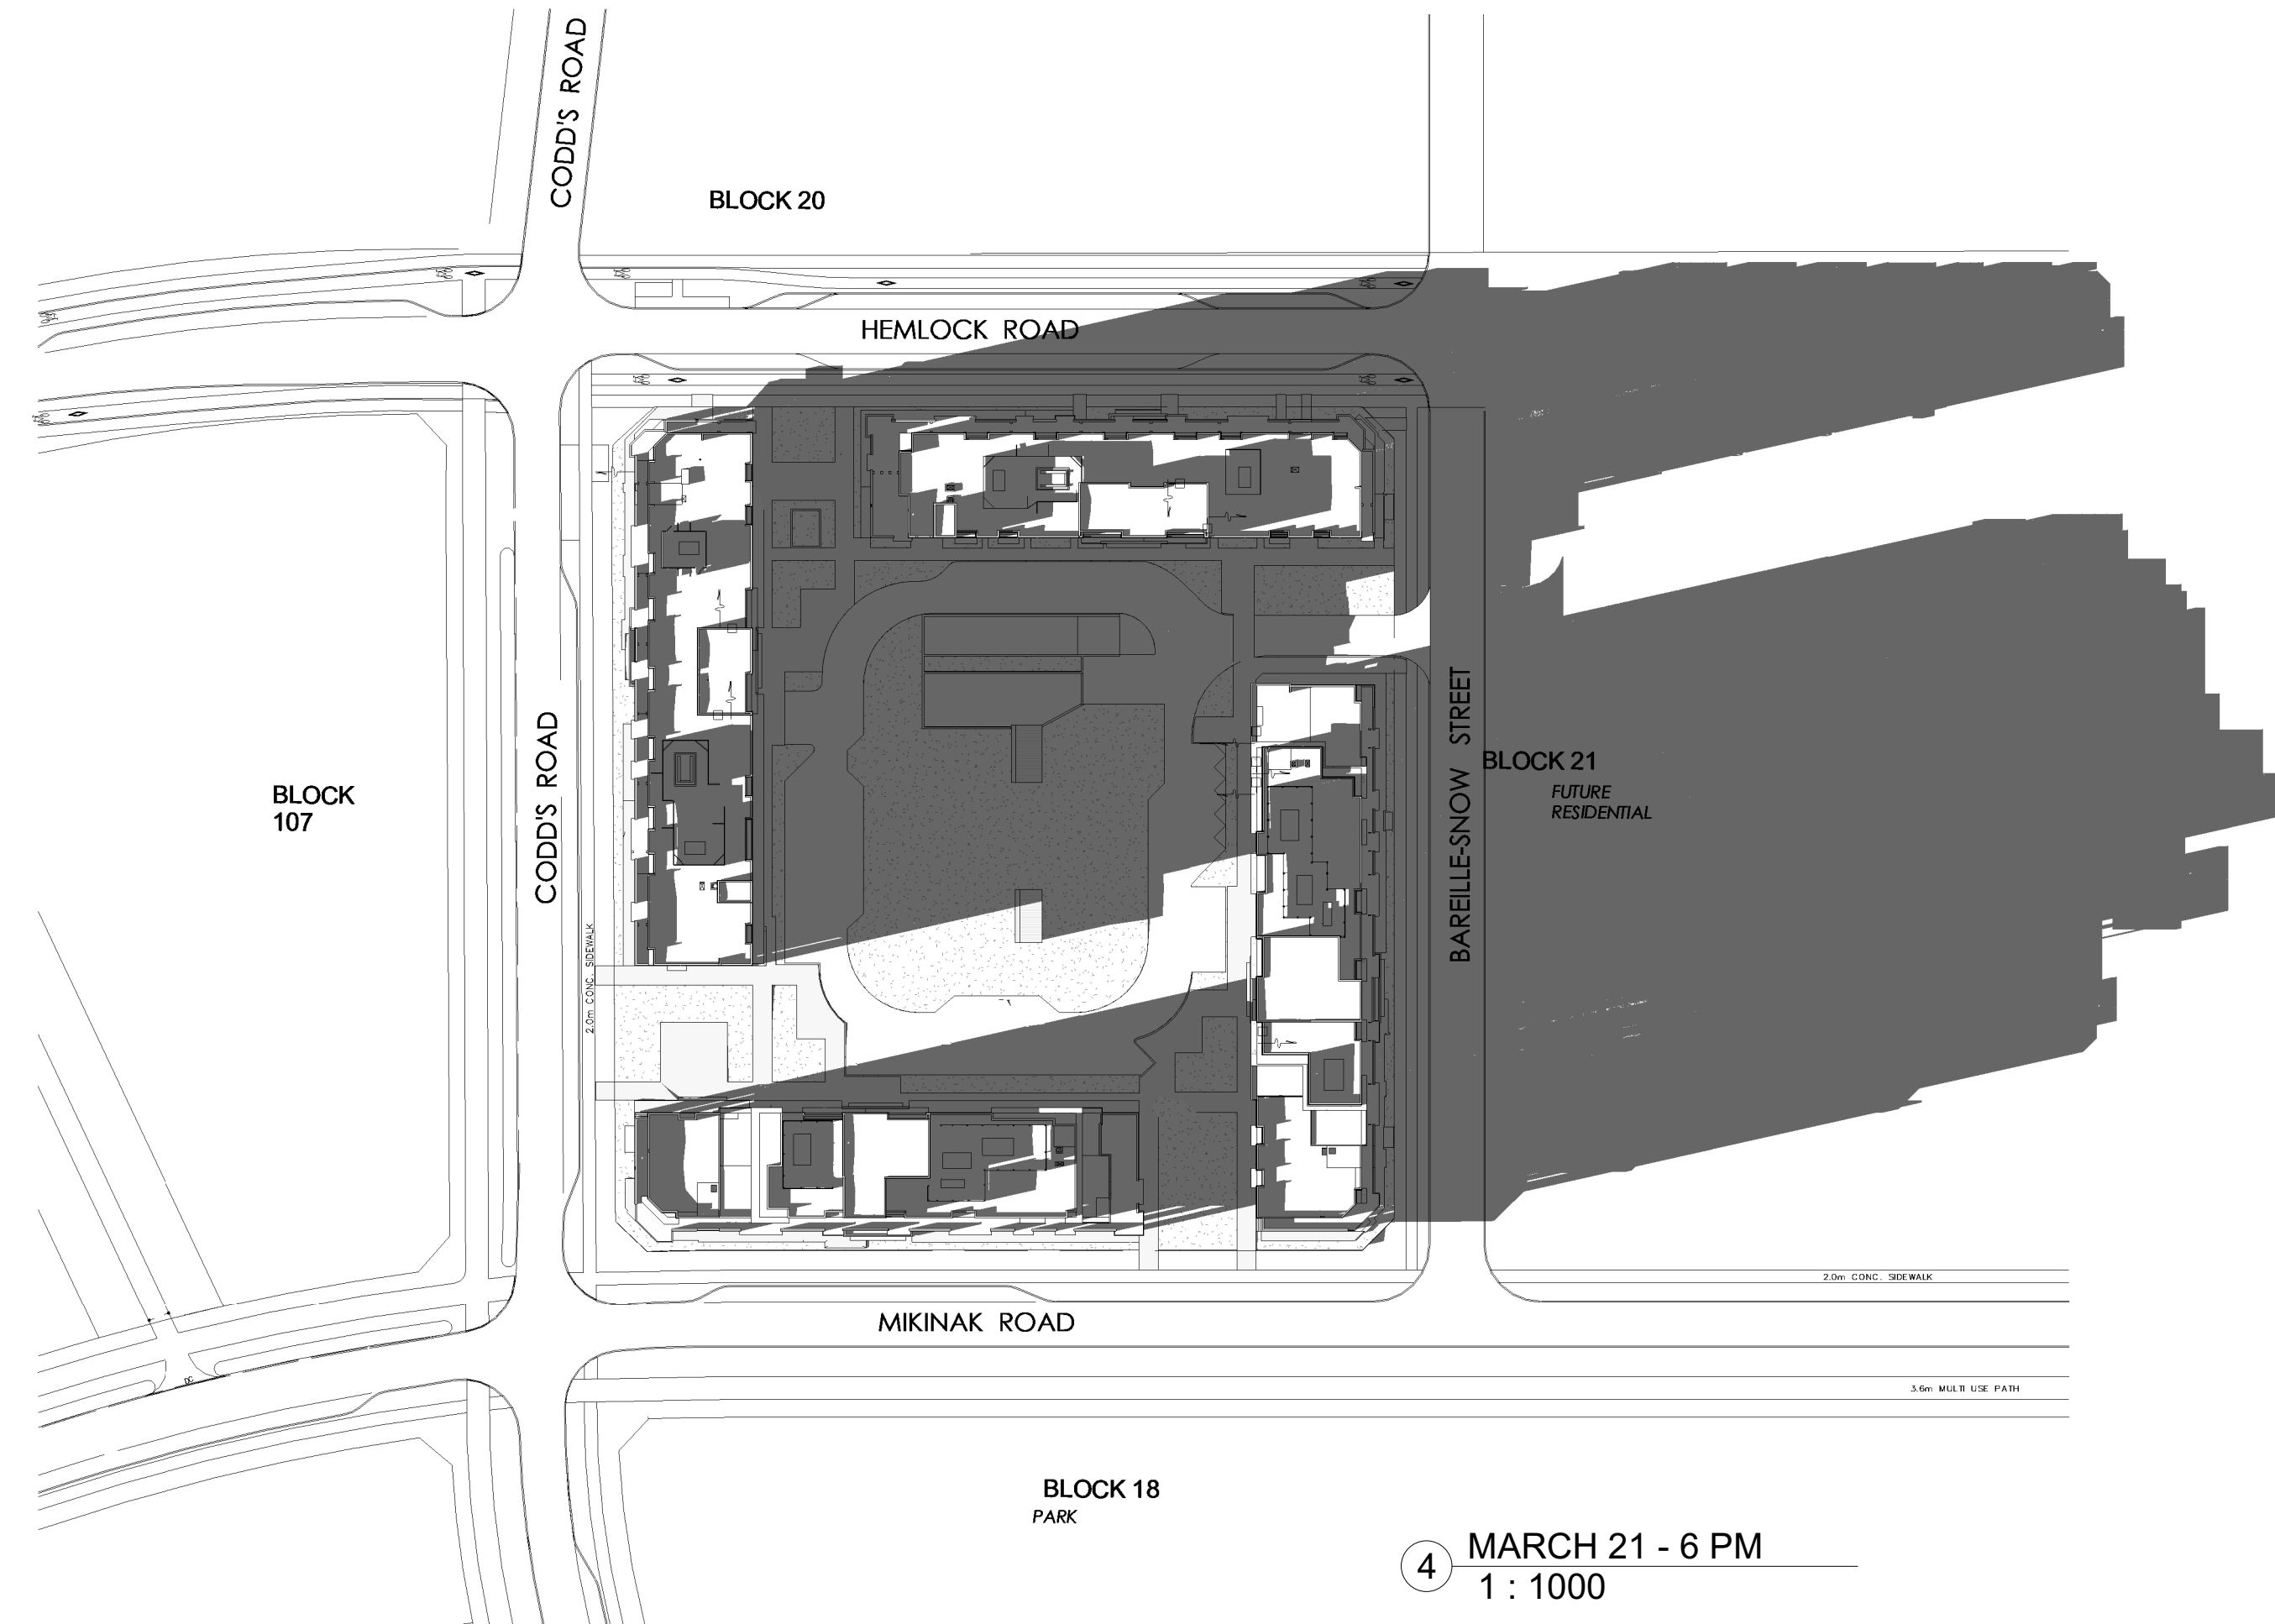 CODD'S ROAD
BLOCK 20
HEMLOCK ROAD
BLOCK
107
CODD'S ROAD
2.0m CONC. SIDEWALK
BAREILLE-SNOW STREET
BLOCK 21
FUTURE
RESIDENTIAL
2.0m CONC. SIDEWALK
MIKINAK ROAD
DC
3.6m MULTI USE PATH
BLOCK 18
PARK
4
MARCH 21 - 6 PM
1 : 1000